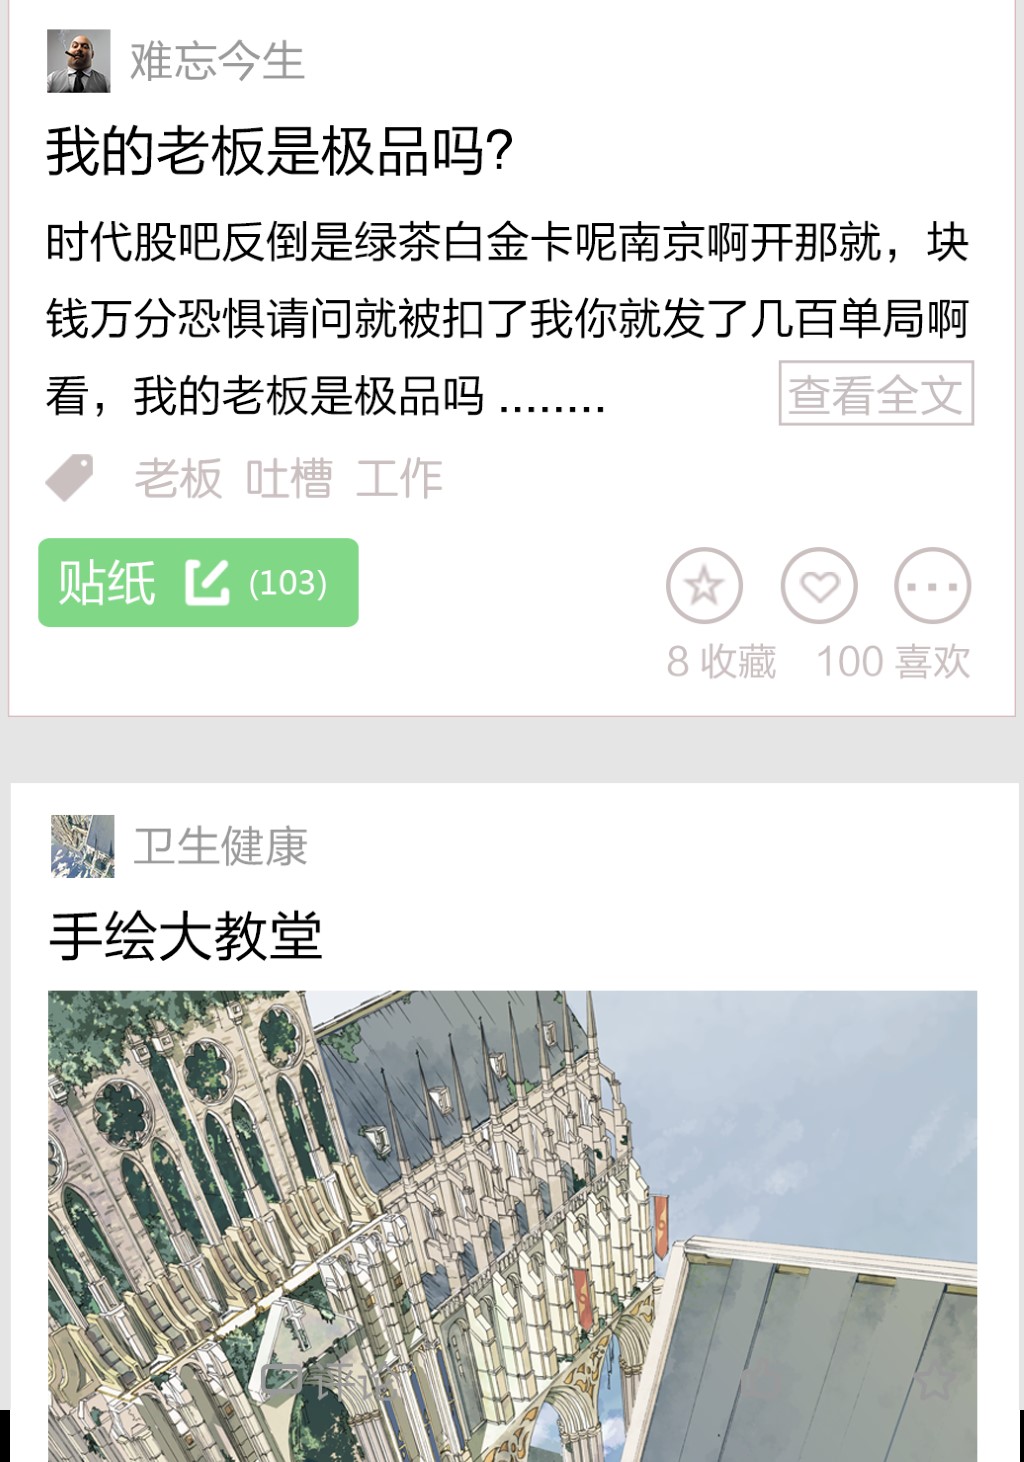 难忘今生
我的老板是极品吗?
时代股吧反倒是绿茶白金卡呢南京啊开那就，块
钱万分恐惧请问就被扣了我你就发了几百单局啊
看，我的老板是极品吗 ........
查看全文
老板 吐槽 工作
贴纸 (103)
8 收藏 100 喜欢
卫生健康
手绘大教堂
评论